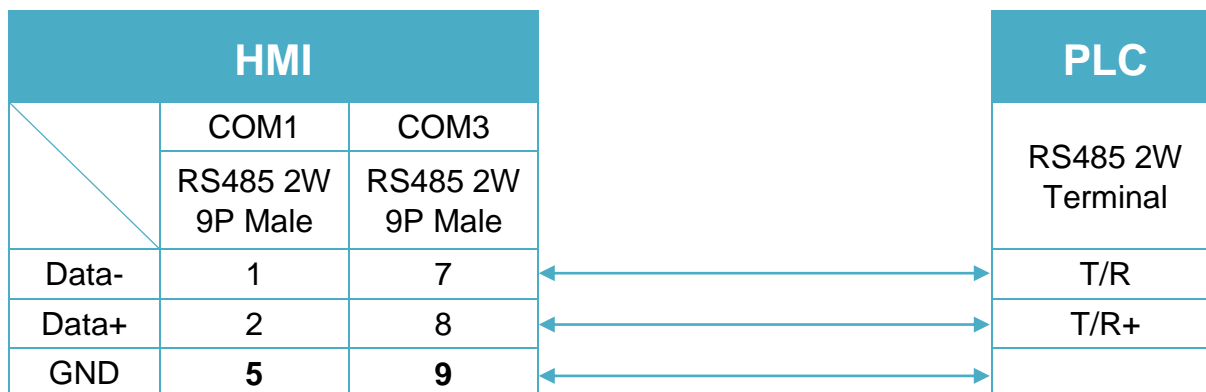 HMI PLC
COM1 COM3
RS485 2W
9P Male
RS485 2W
9P Male
RS485 2W
Terminal
Data- 1 7 T/R
Data+ 2 8 T/R+
GND 5 9